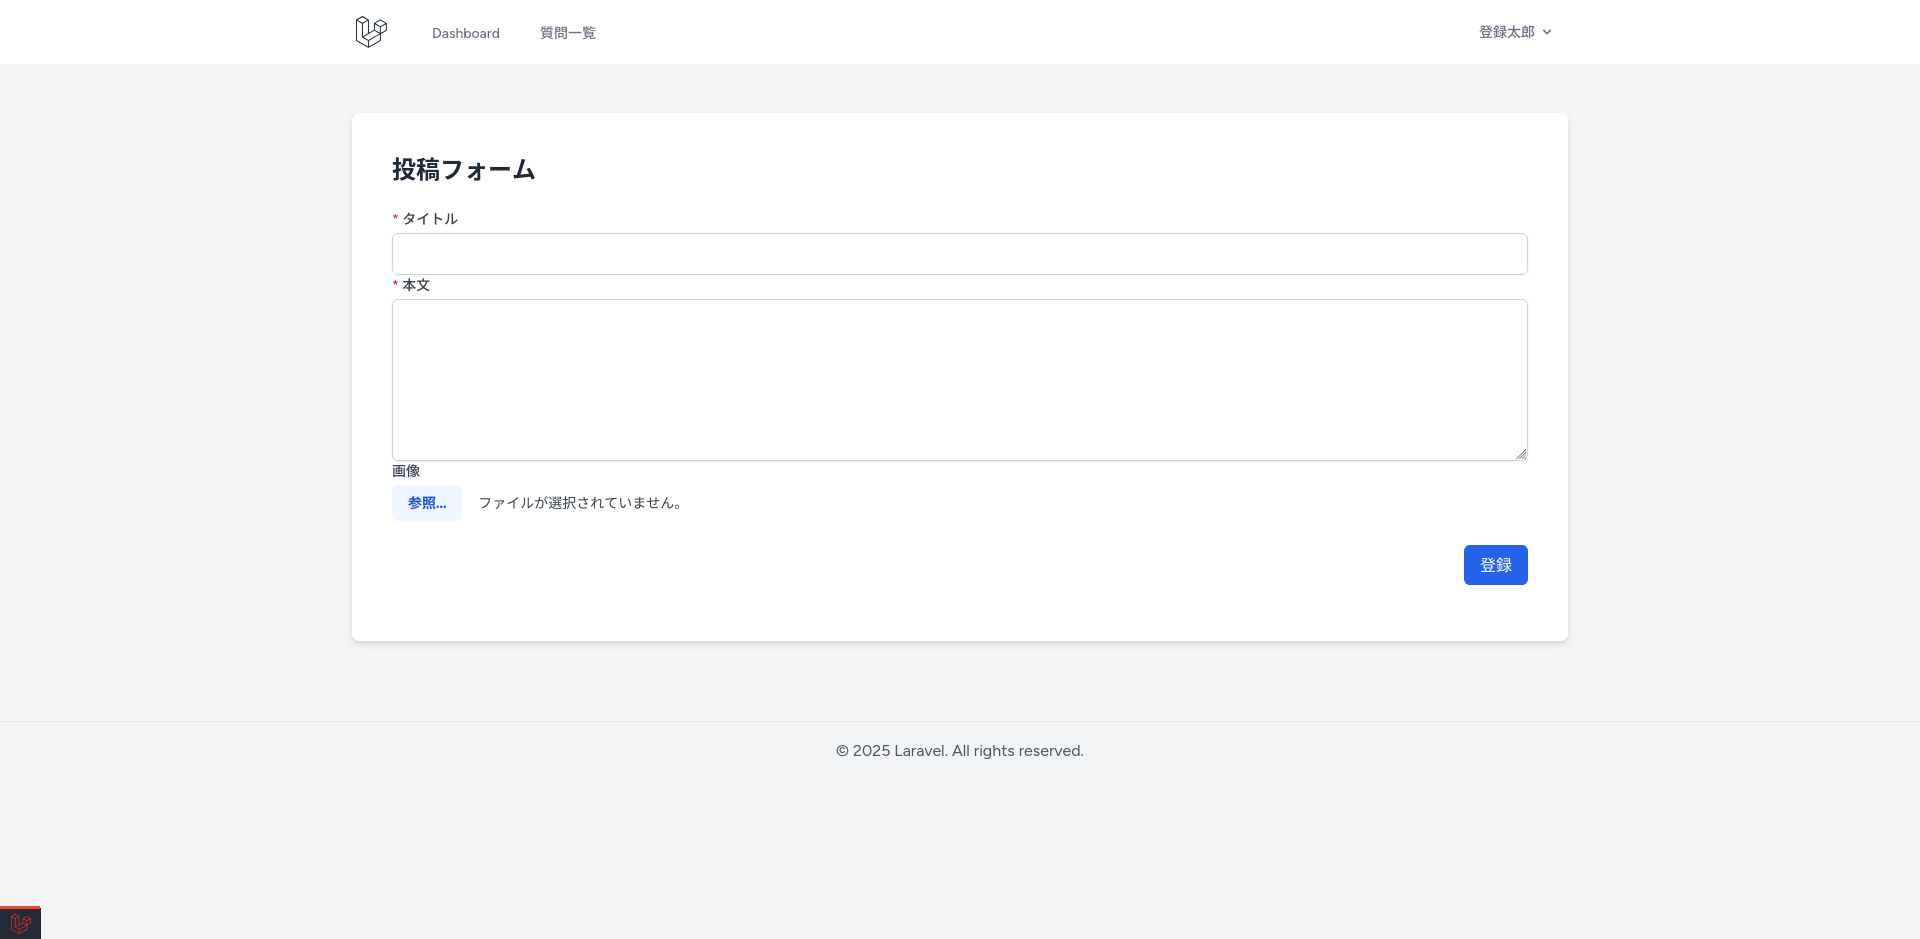 Dashboard
質問一覧
登録太郎
投稿フォーム
* タイトル
* 本文
画像
参照... ファイルが選択されていません。
登録
© 2025 Laravel. All rights reserved.